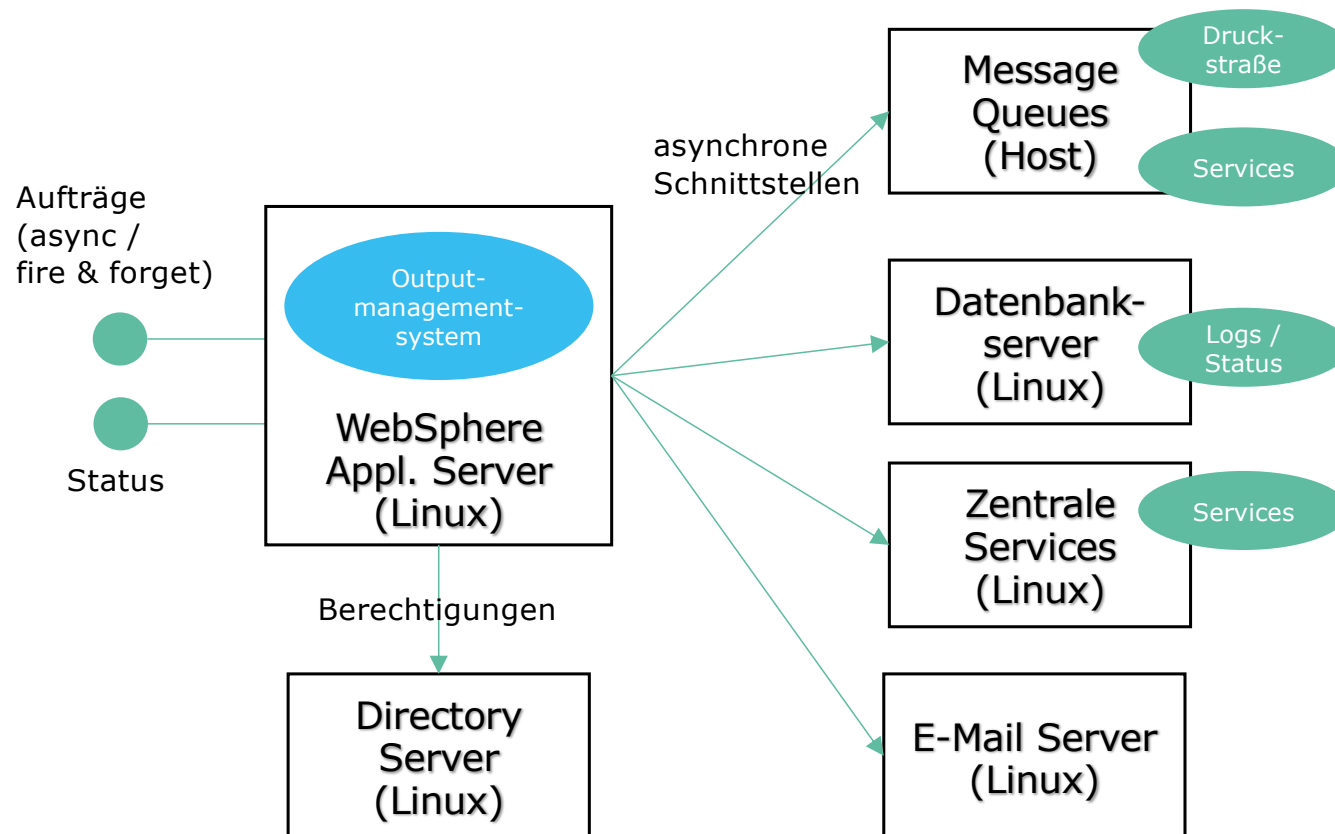 Aufträge
(async /
fire & forget)
Status
Output-
management-
system
WebSphere
Appl. Server
(Linux)
Berechtigungen
Directory
Server
(Linux)
asynchrone
Schnittstellen
Message
Queues
(Host)
Druck-
straße
Services
Datenbank-
server
(Linux)
Logs /
Status
Zentrale
Services
(Linux)
Services
E-Mail Server
(Linux)